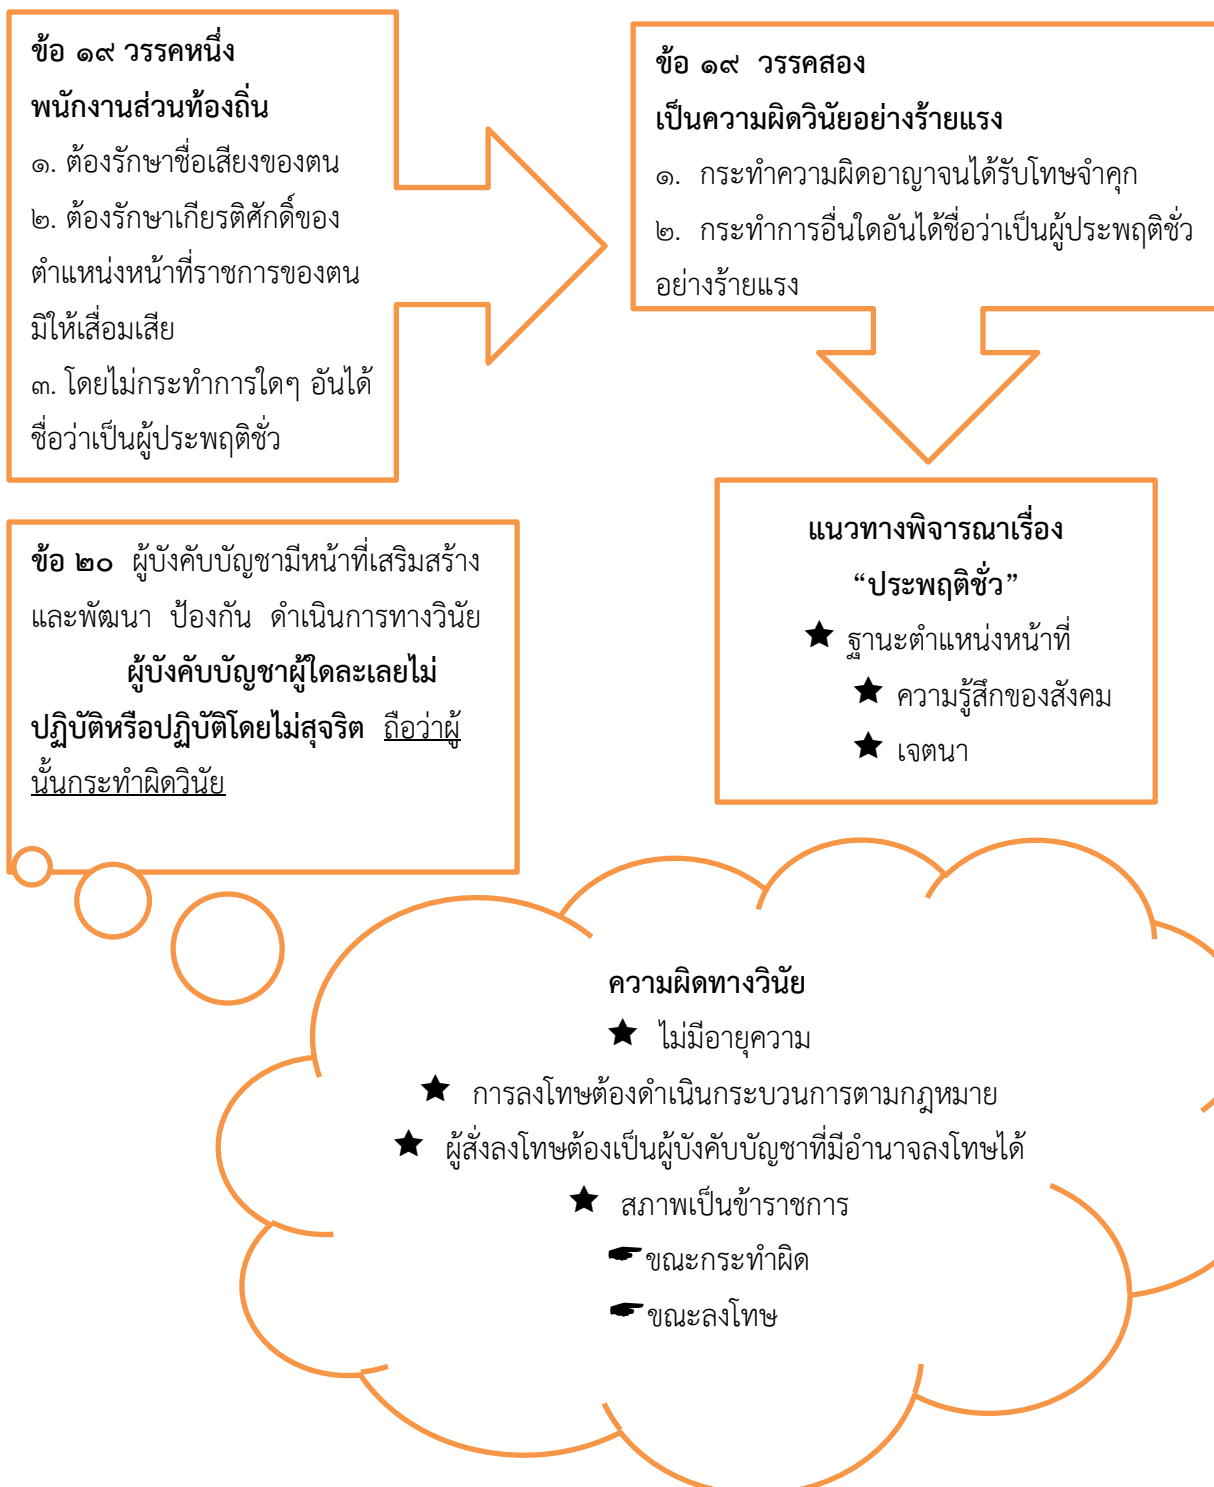 ข้อ ๑๙ วรรคหนึ่ง
พนักงานส่วนท้องถิ่น
๑. ต้องรักษาชื่อเสียงของตน
๒. ต้องรักษาเกียรติศักดิ์ของ
ตำแหน่งหน้าที่ราชการของตน
มิให้เสื่อมเสีย
๓. โดยไม่กระทำการใดๆ อันได้
ชื่อว่าเป็นผู้ประพฤติชั่ว
ข้อ ๑๙ วรรคสอง
เป็นความผิดวินัยอย่างร้ายแรง
๑. กระทำความผิดอาญาจนได้รับโทษจำคุก
๒. กระทำการอื่นใดอันได้ชื่อว่าเป็นผู้ประพฤติชั่ว
อย่างร้ายแรง
แนวทางพิจารณาเรื่อง
“ประพฤติชั่ว”
★ ฐานะตำแหน่งหน้าที่
★ ความรู้สึกของสังคม
★ เจตนา
ข้อ ๒๐ ผู้บังคับบัญชามีหน้าที่เสริมสร้าง
และพัฒนา ป้องกัน ดำเนินการทางวินัย
ผู้บังคับบัญชาผู้ใดละเลยไม่
ปฏิบัติหรือปฏิบัติโดยไม่สุจริต ถือว่าผู้
นั้นกระทำผิดวินัย
ความผิดทางวินัย
★ ไม่มีอายุความ
★ การลงโทษต้องดำเนินกระบวนการตามกฎหมาย
★ ผู้สั่งลงโทษต้องเป็นผู้บังคับบัญชาที่มีอำนาจลงโทษได้
★ สภาพเป็นข้าราชการ
☛ ขณะกระทำผิด
☛ ขณะลงโทษ